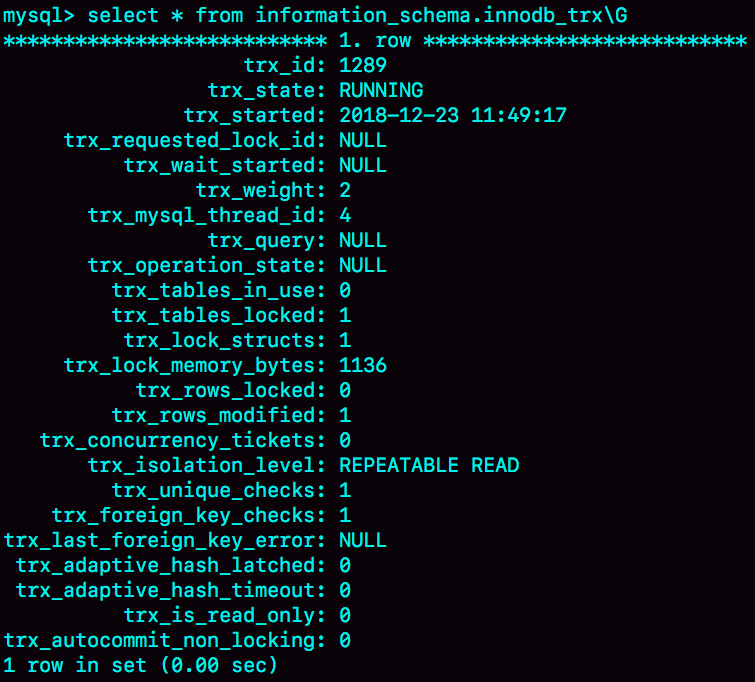 mysql> select * from information_schema.innodb_trx\G
*************************** 1. row ***************************
trx_id: 1289
trx_state: RUNNING
trx_started: 2018-12-23 11:49:17
trx_requested_lock_id: NULL
trx_wait_started: NULL
trx_weight: 2
trx_mysql_thread_id: 4
trx_query: NULL
trx_operation_state: NULL
trx_tables_in_use: 0
trx_tables_locked: 1
trx_lock_structs: 1
trx_lock_memory_bytes: 1136
trx_rows_locked: 0
trx_rows_modified: 1
trx_concurrency_tickets: 0
trx_isolation_level: REPEATABLE READ
trx_unique_checks: 1
trx_foreign_key_checks: 1
trx_last_foreign_key_error: NULL
trx_adaptive_hash_latched: 0
trx_adaptive_hash_timeout: 0
trx_is_read_only: 0
trx_autocommit_non_locking: 0
1 row in set (0.00 sec)